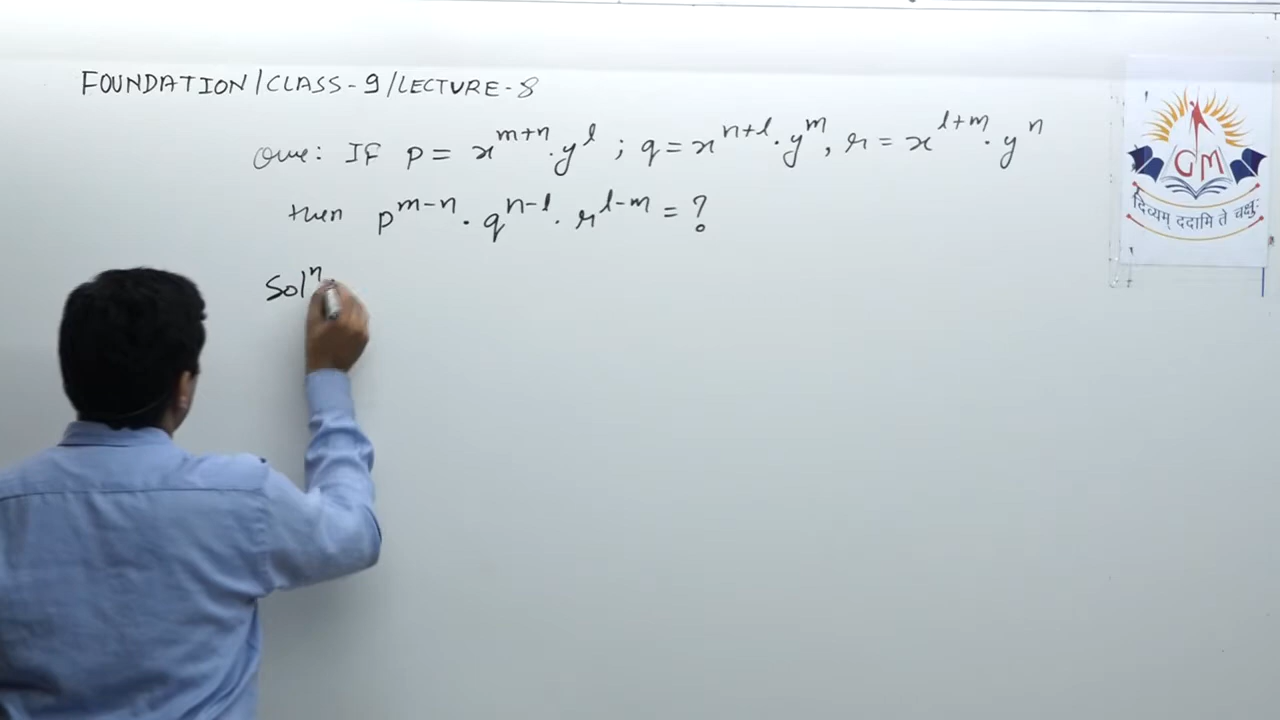 FOUNDATION/CLASS-9/LECTURE-8
Que: IF p = x^{m+n}.y^l ; q = x^{n+l}.y^m, r = x^{l+m}.y^n
then p^{m-n}.q^{n-l}.r^{l-m} = ?
Sol^n
GM
दिव्यम् ददामि ते चक्षुः